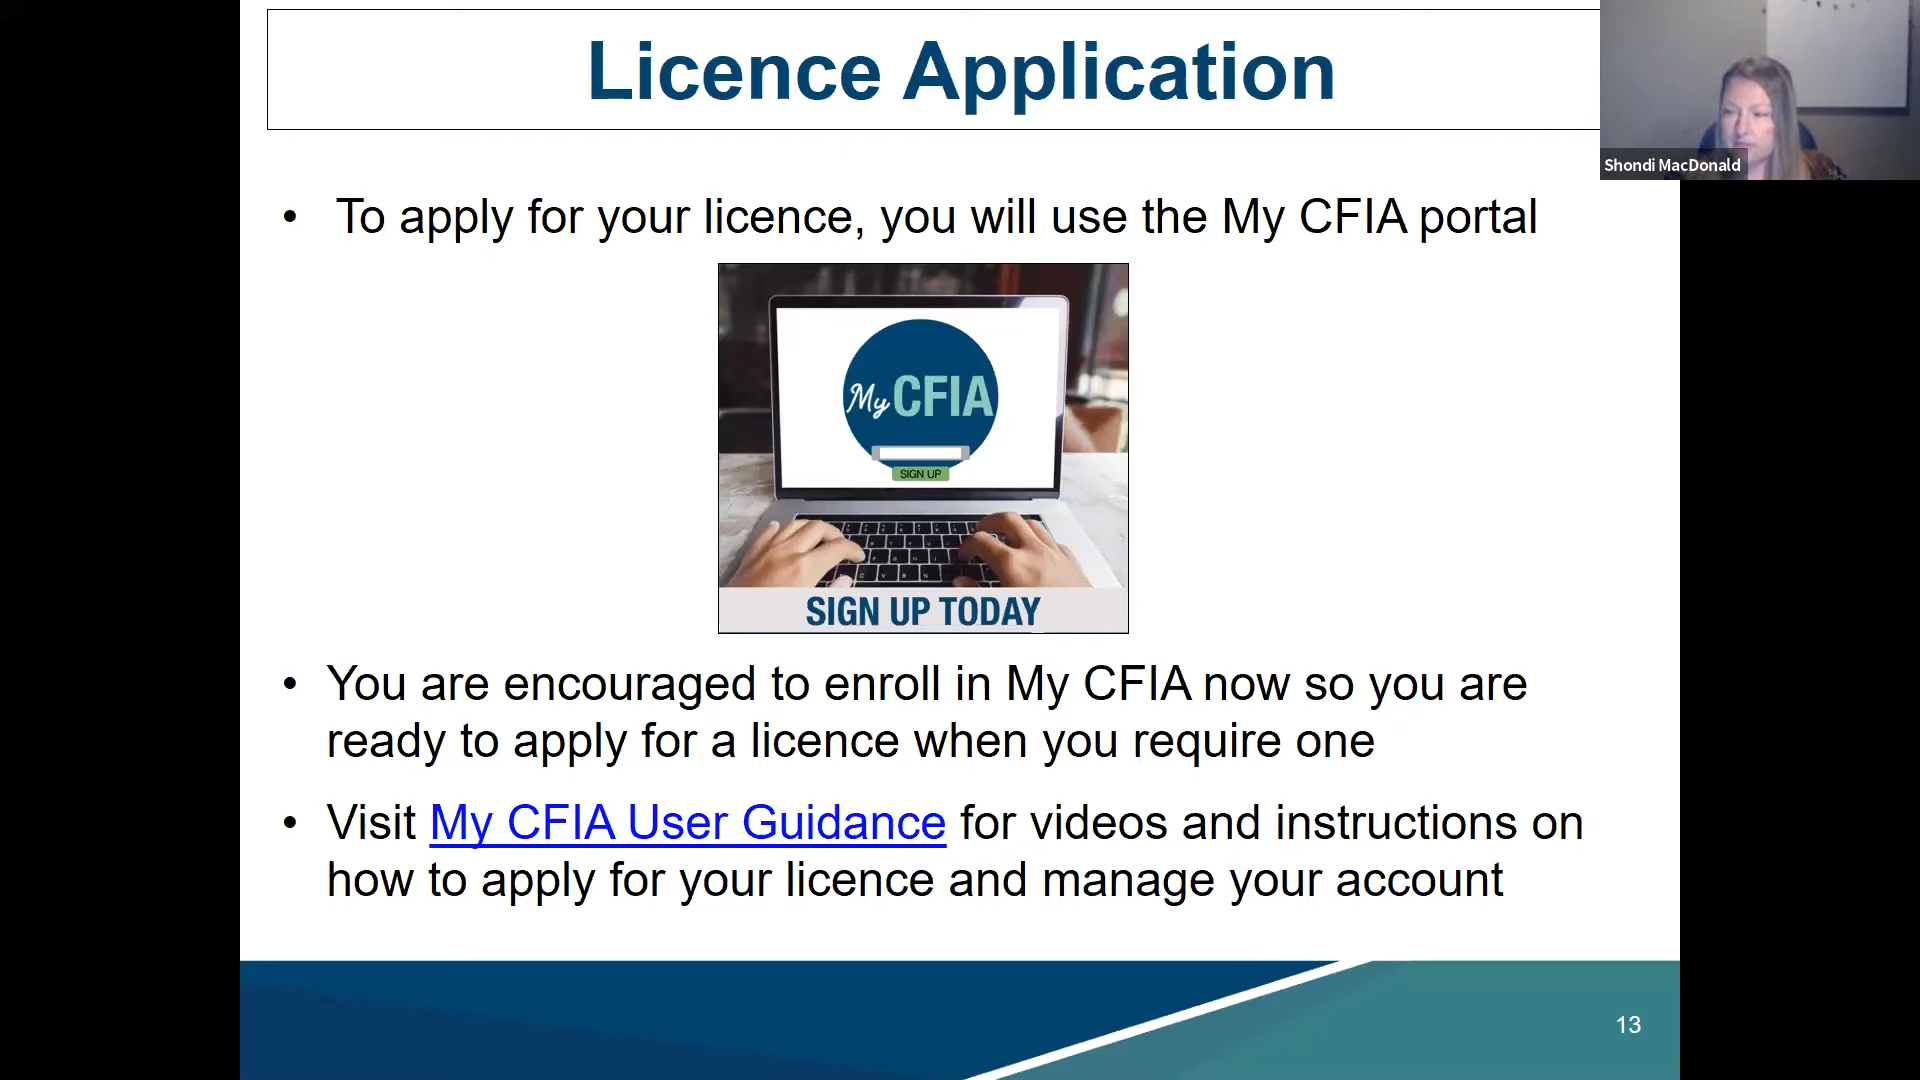 Licence Application
Shondi MacDonald
• To apply for your licence, you will use the My CFIA portal
My CFIA
SIGN UP
SIGN UP TODAY
• You are encouraged to enroll in My CFIA now so you are
ready to apply for a licence when you require one
• Visit My CFIA User Guidance for videos and instructions on
how to apply for your licence and manage your account
13